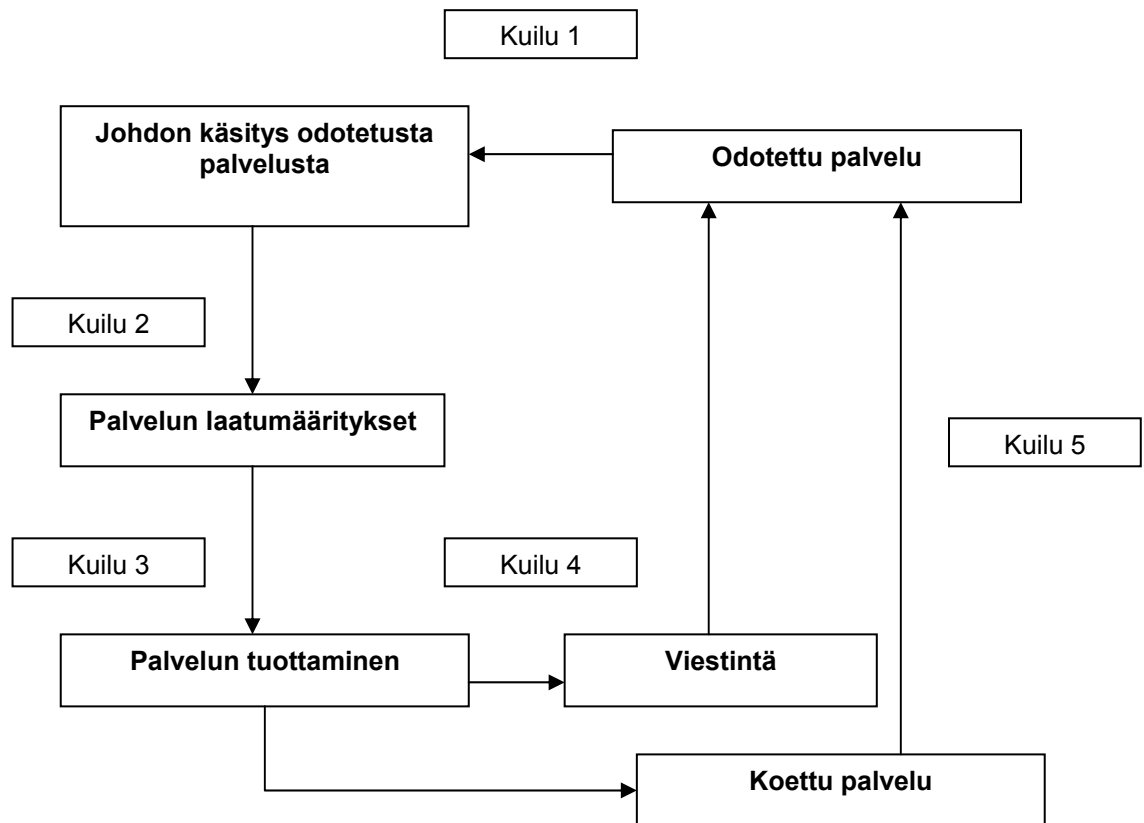 Kuilu 1
Johdon käsitys odotetusta
palvelusta
Odotettu palvelu
Kuilu 2
Palvelun laatumääritykset
Kuilu 5
Kuilu 3
Kuilu 4
Palvelun tuottaminen
Viestintä
Koettu palvelu